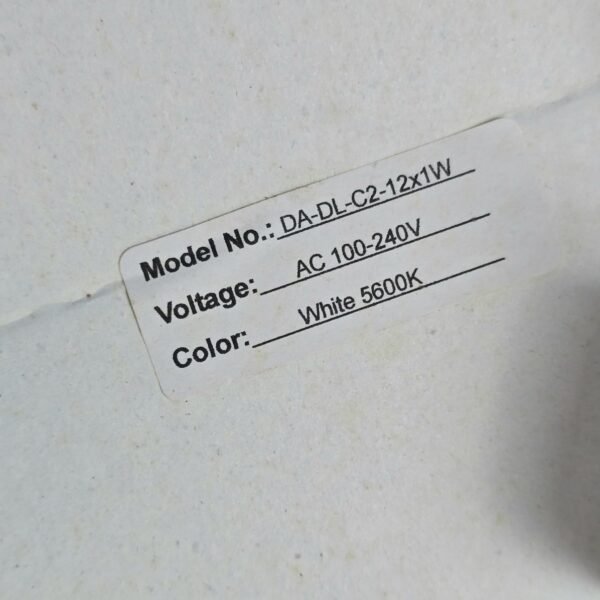 Model No.: DA-DL-C2-12x1W
Voltage: AC 100-240V
Color: White 5600K